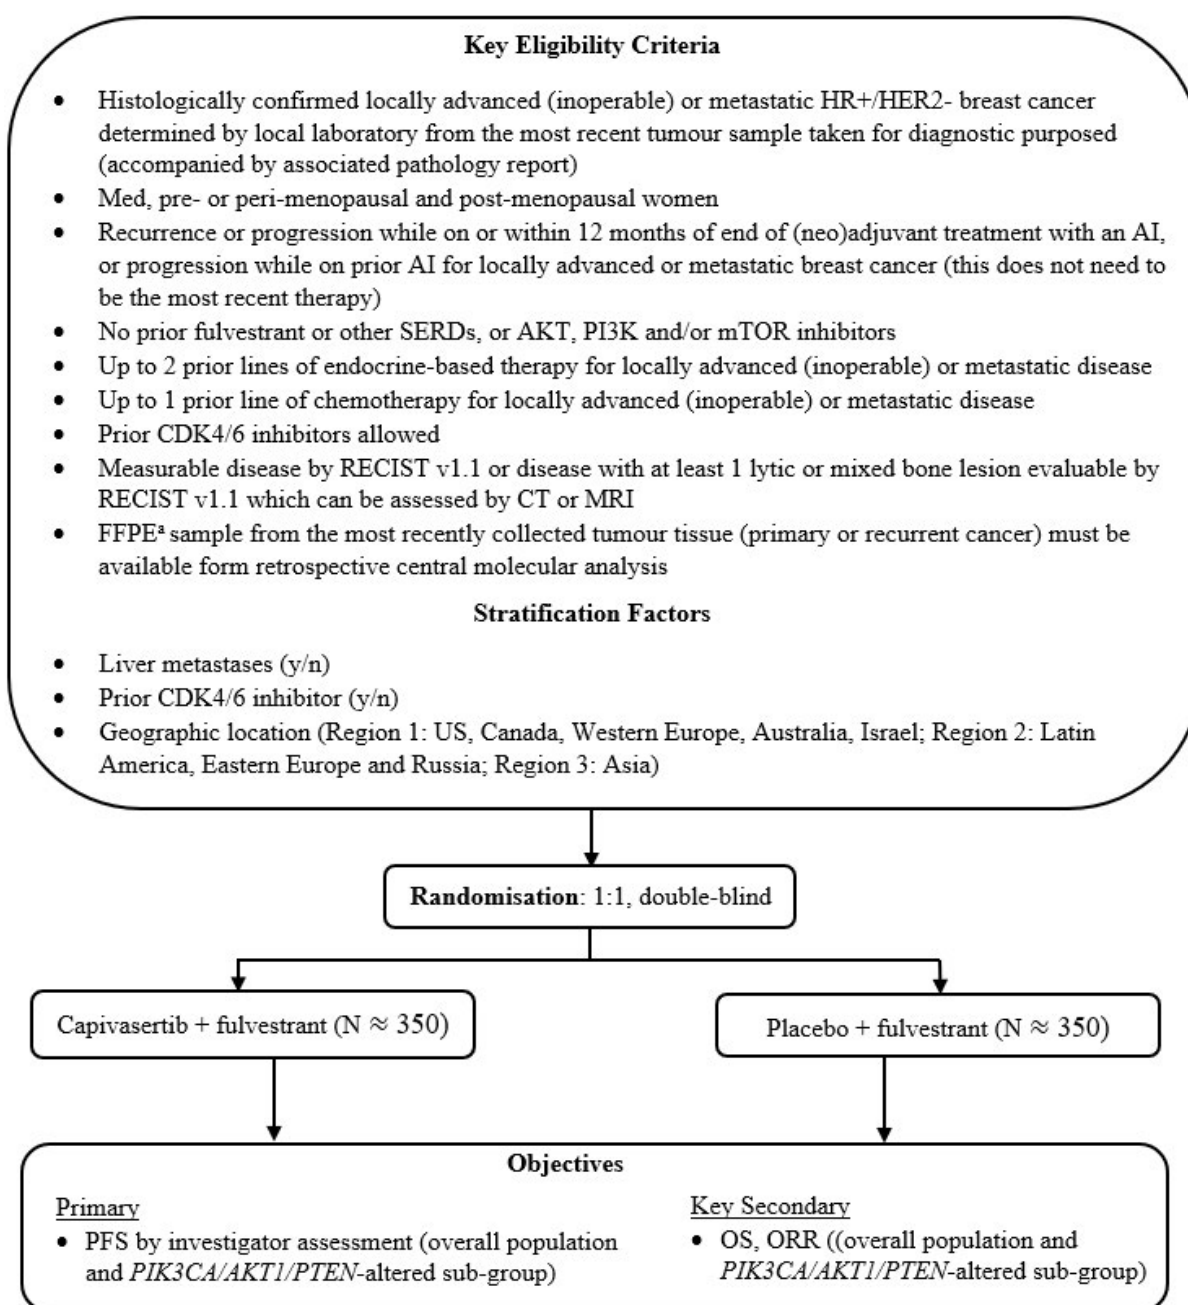 Key Eligibility Criteria
• Histologically confirmed locally advanced (inoperable) or metastatic HR+/HER2- breast cancer
determined by local laboratory from the most recent tumour sample taken for diagnostic purposed
(accompanied by associated pathology report)
• Med, pre- or peri-menopausal and post-menopausal women
• Recurrence or progression while on or within 12 months of end of (neo)adjuvant treatment with an AI,
or progression while on prior AI for locally advanced or metastatic breast cancer (this does not need to
be the most recent therapy)
• No prior fulvestrant or other SERDs, or AKT, PI3K and/or mTOR inhibitors
• Up to 2 prior lines of endocrine-based therapy for locally advanced (inoperable) or metastatic disease
• Up to 1 prior line of chemotherapy for locally advanced (inoperable) or metastatic disease
• Prior CDK4/6 inhibitors allowed
• Measurable disease by RECIST v1.1 or disease with at least 1 lytic or mixed bone lesion evaluable by
RECIST v1.1 which can be assessed by CT or MRI
• FFPEᵃ sample from the most recently collected tumour tissue (primary or recurrent cancer) must be
available form retrospective central molecular analysis
Stratification Factors
• Liver metastases (y/n)
• Prior CDK4/6 inhibitor (y/n)
• Geographic location (Region 1: US, Canada, Western Europe, Australia, Israel; Region 2: Latin
America, Eastern Europe and Russia; Region 3: Asia)
Randomisation: 1:1, double-blind
Capivasertib + fulvestrant (N ≈ 350)
Placebo + fulvestrant (N ≈ 350)
Objectives
Primary
• PFS by investigator assessment (overall population
and PIK3CA/AKT1/PTEN-altered sub-group)
Key Secondary
• OS, ORR ((overall population and
PIK3CA/AKT1/PTEN-altered sub-group)